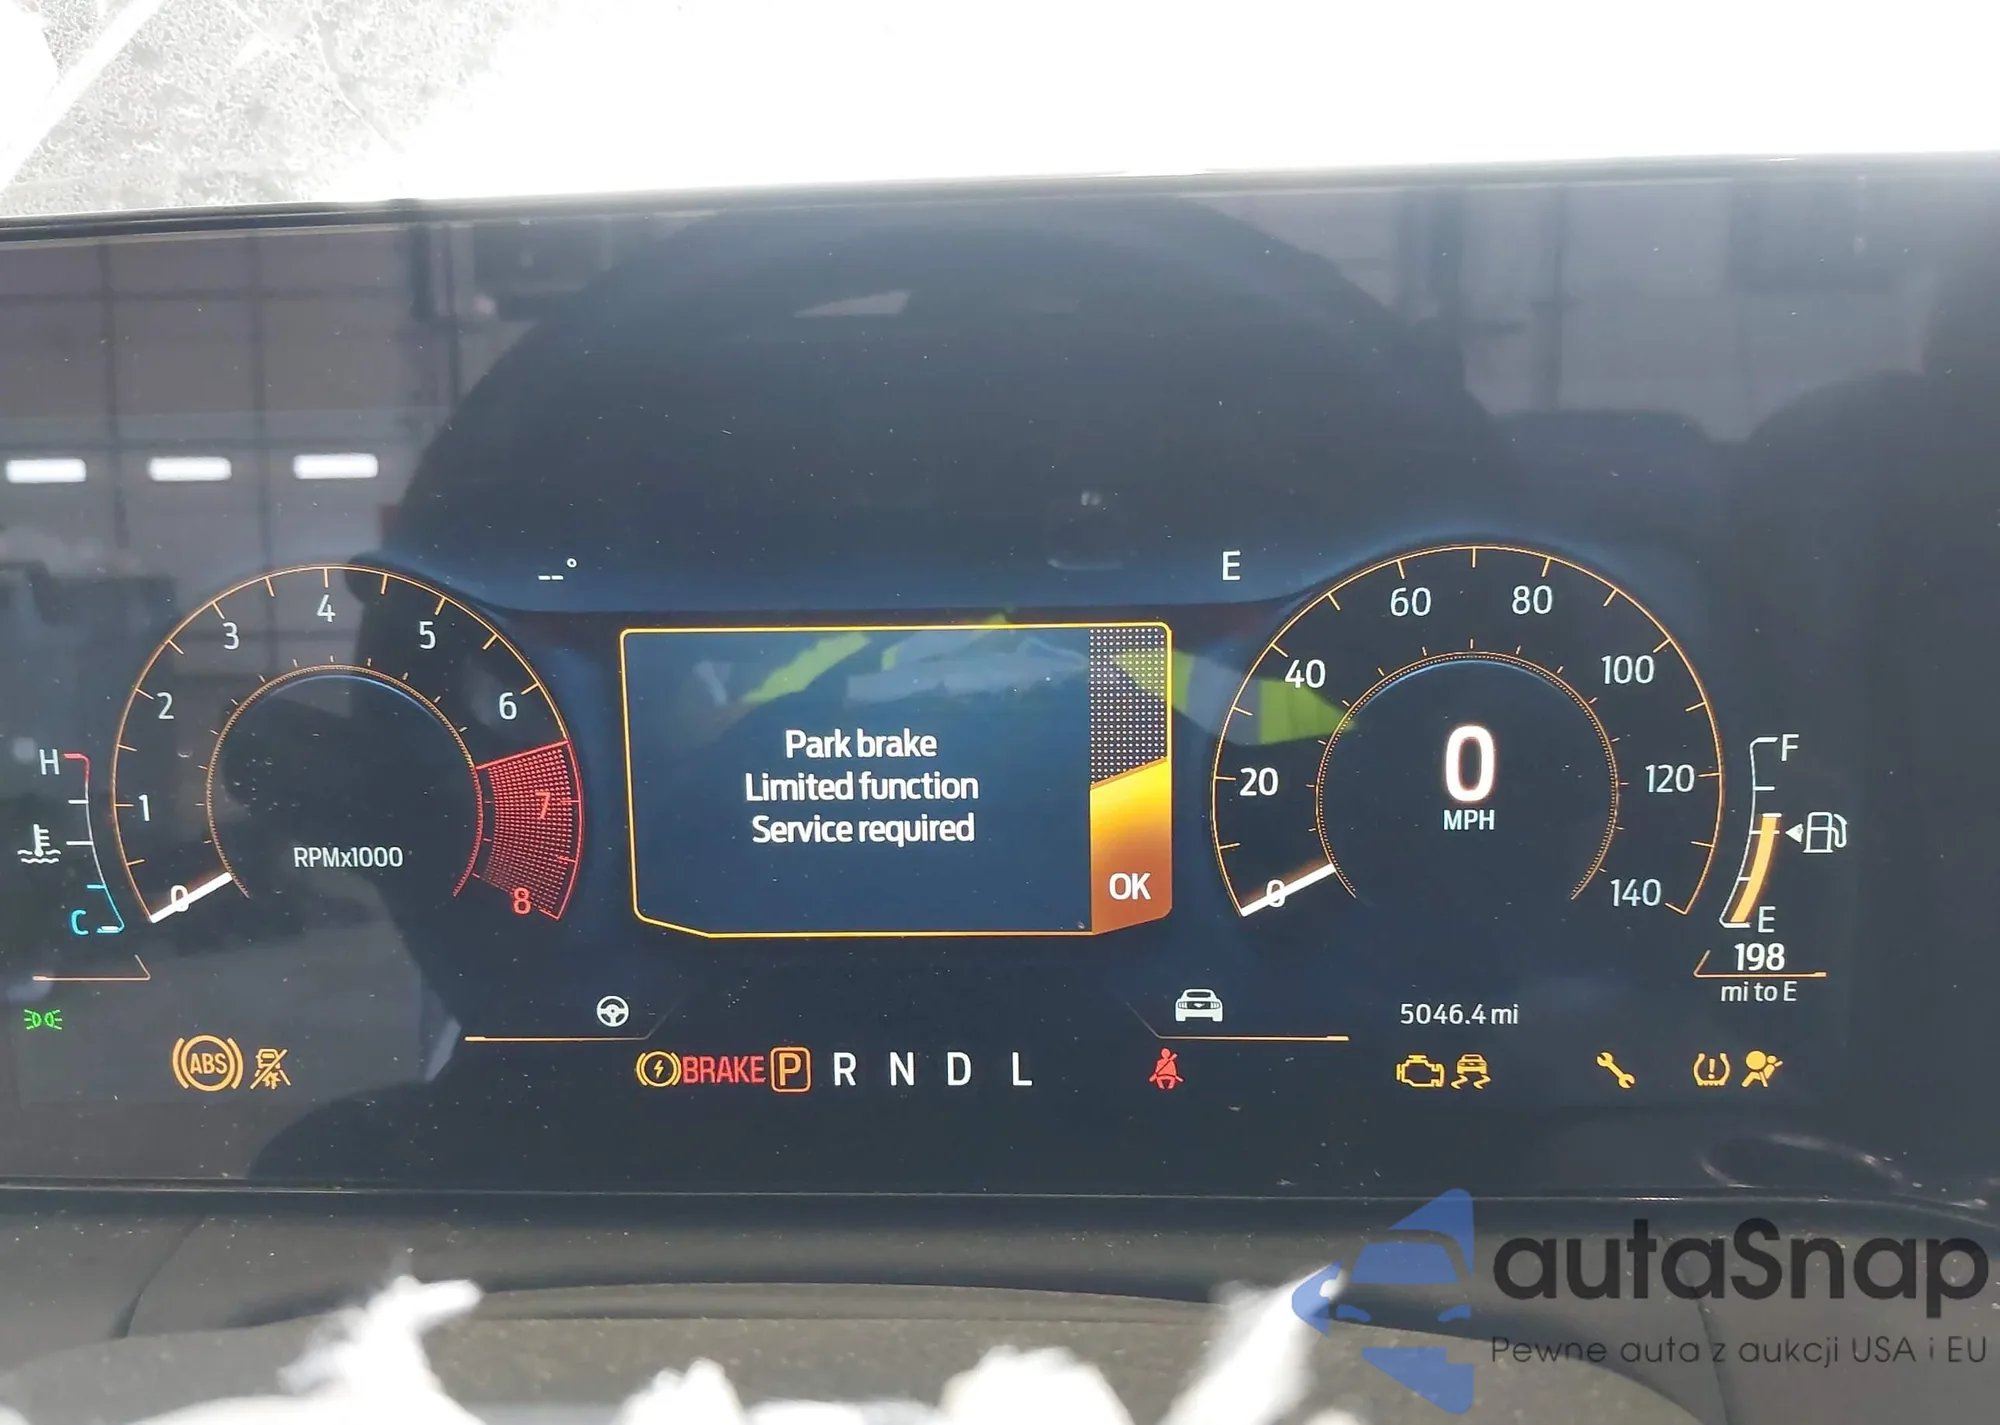 --°
E
4
3
5
2
6
1
7
0
8
RPMx1000
H
C
Park brake
Limited function
Service required
OK
60
80
40
100
20
120
0
140
0
MPH
F
E
198
mi to E
5046.4 mi
ABS
BRAKE P R N D L
autaSnap
Pewne auta z aukcji USA i EU